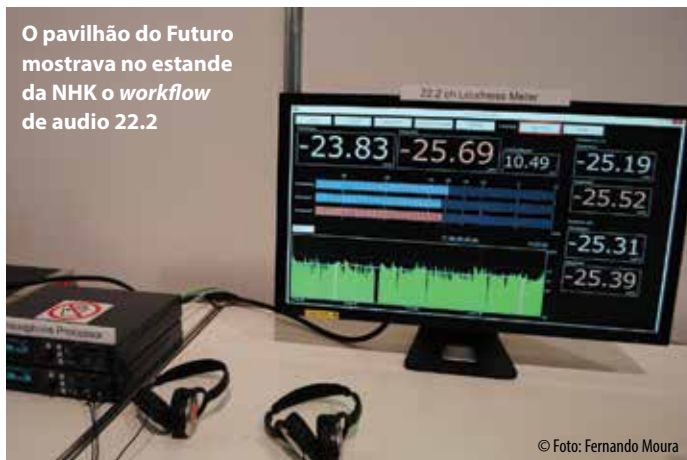 O pavilhão do Futuro
mostrava no estande
da NHK o workflow
de audio 22.2
22.2 ch Loudness Meter
-23.83 -25.69 10.49 -25.19
-25.52
-25.31
-25.39
© Foto: Fernando Moura